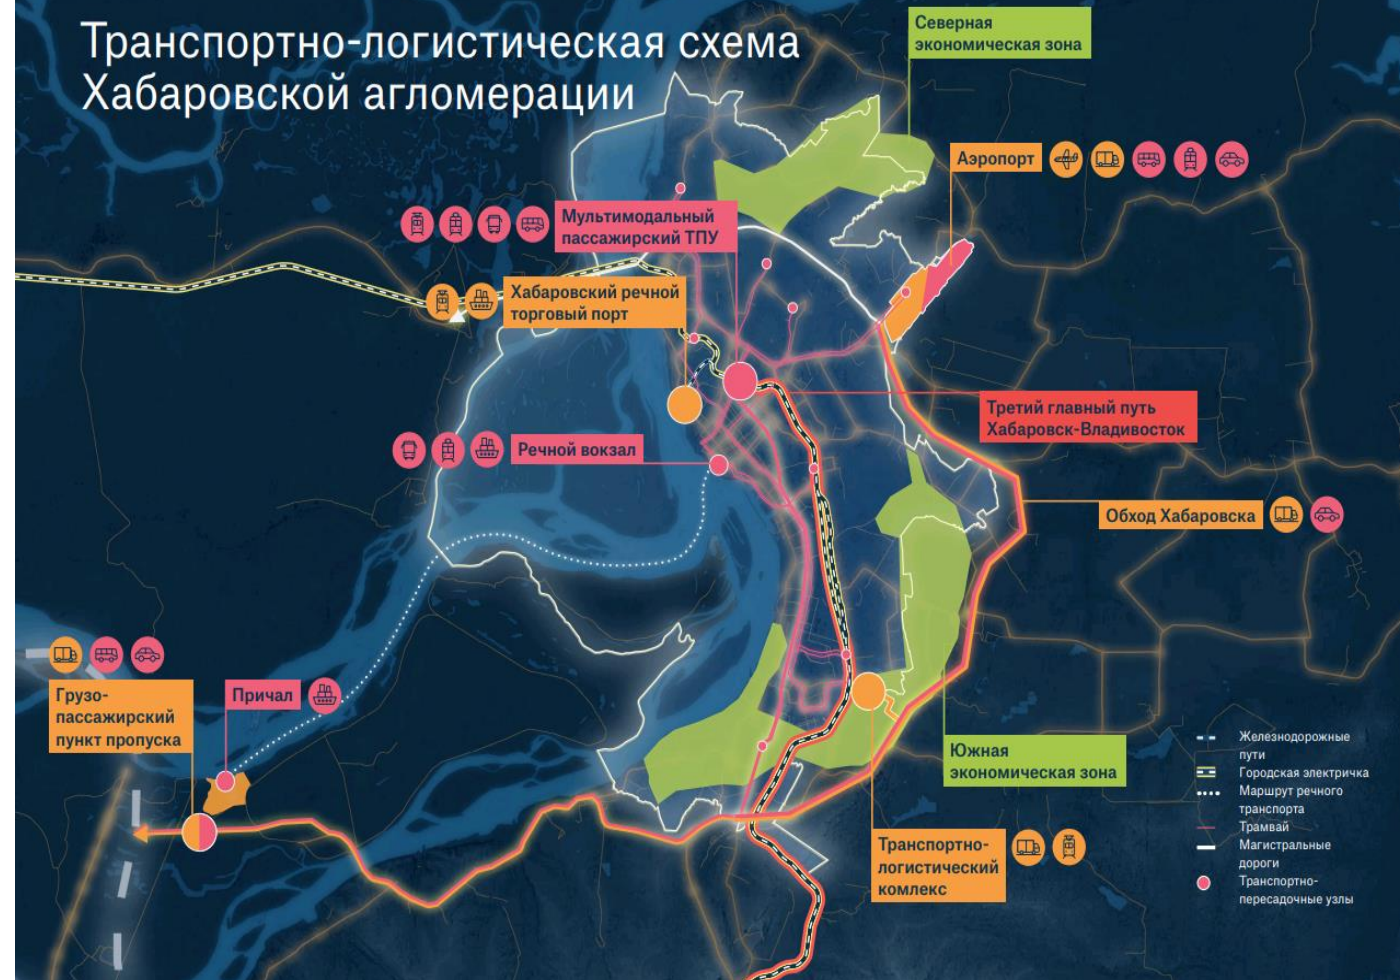 Транспортно-логистическая схема
Хабаровской агломерации
Северная
экономическая зона
Аэропорт
Мультимодальный
пассажирский ТПУ
Хабаровский речной
торговый порт
Третий главный путь
Хабаровск-Владивосток
Речной вокзал
Обход Хабаровска
Грузо-
пассажирский
пункт пропуска
Причал
Южная
экономическая зона
Транспортно-
логистический
комлекс
Железнодорожные
пути
Городская электричка
Маршрут речного
транспорта
Трамвай
Магистральные
дороги
Транспортно-
пересадочные узлы